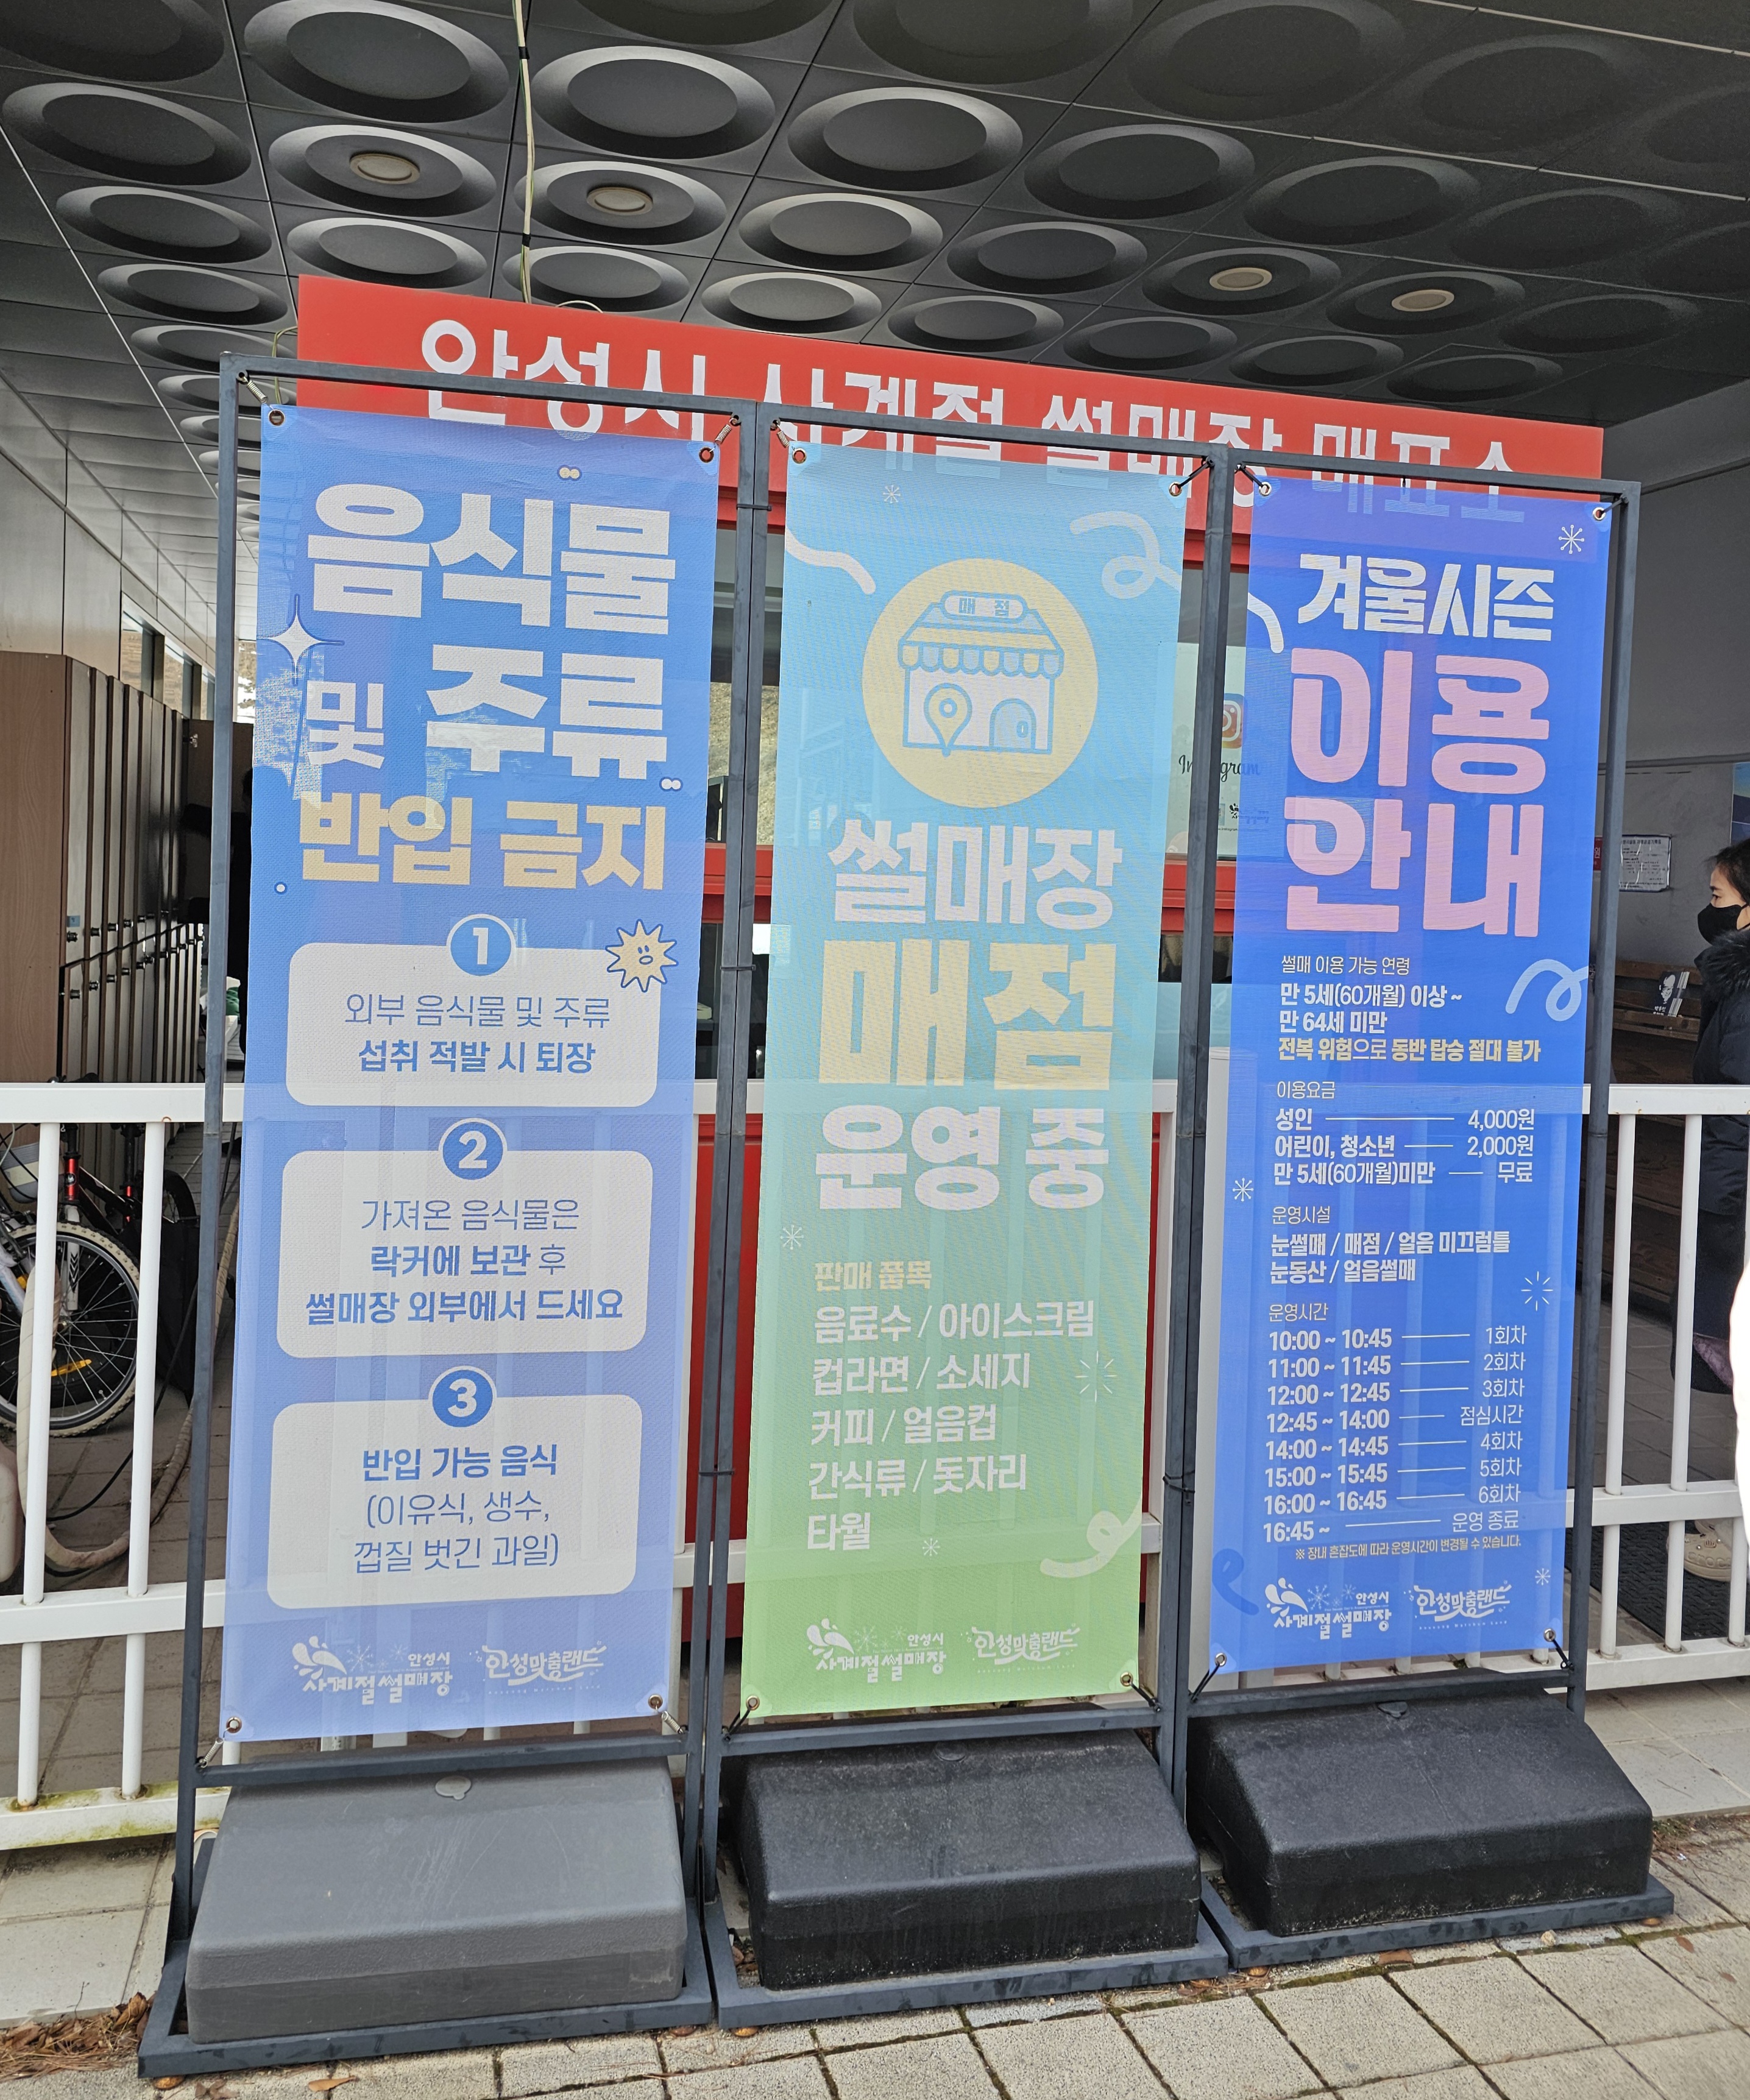 안성시 사계절 썰매장 매표소
음식물
및 주류
반입 금지
1
외부 음식물 및 주류
섭취 적발 시 퇴장
2
가져온 음식물은
락커에 보관 후
썰매장 외부에서 드세요
3
반입 가능 음식
(이유식, 생수,
껍질 벗긴 과일)
안성시
사계절썰매장
안성맞춤랜드
매 점
썰매장
매점
운영 중
판매 품목
음료수 / 아이스크림
컵라면 / 소세지
커피 / 얼음컵
간식류 / 돗자리
타월
안성시
사계절썰매장
안성맞춤랜드
Instagram
겨울시즌
이용
안내
썰매 이용 가능 연령
만 5세(60개월) 이상 ~
만 64세 미만
전복 위험으로 동반 탑승 절대 불가
이용요금
성인 4,000원
어린이, 청소년 2,000원
만 5세(60개월)미만 무료
운영시설
눈썰매 / 매점 / 얼음 미끄럼틀
눈동산 / 얼음썰매
운영시간
10:00 ~ 10:45 1회차
11:00 ~ 11:45 2회차
12:00 ~ 12:45 3회차
12:45 ~ 14:00 점심시간
14:00 ~ 14:45 4회차
15:00 ~ 15:45 5회차
16:00 ~ 16:45 6회차
16:45 ~ 운영 종료
※ 장내 혼잡도에 따라 운영시간이 변경될 수 있습니다.
안성시
사계절썰매장
안성맞춤랜드